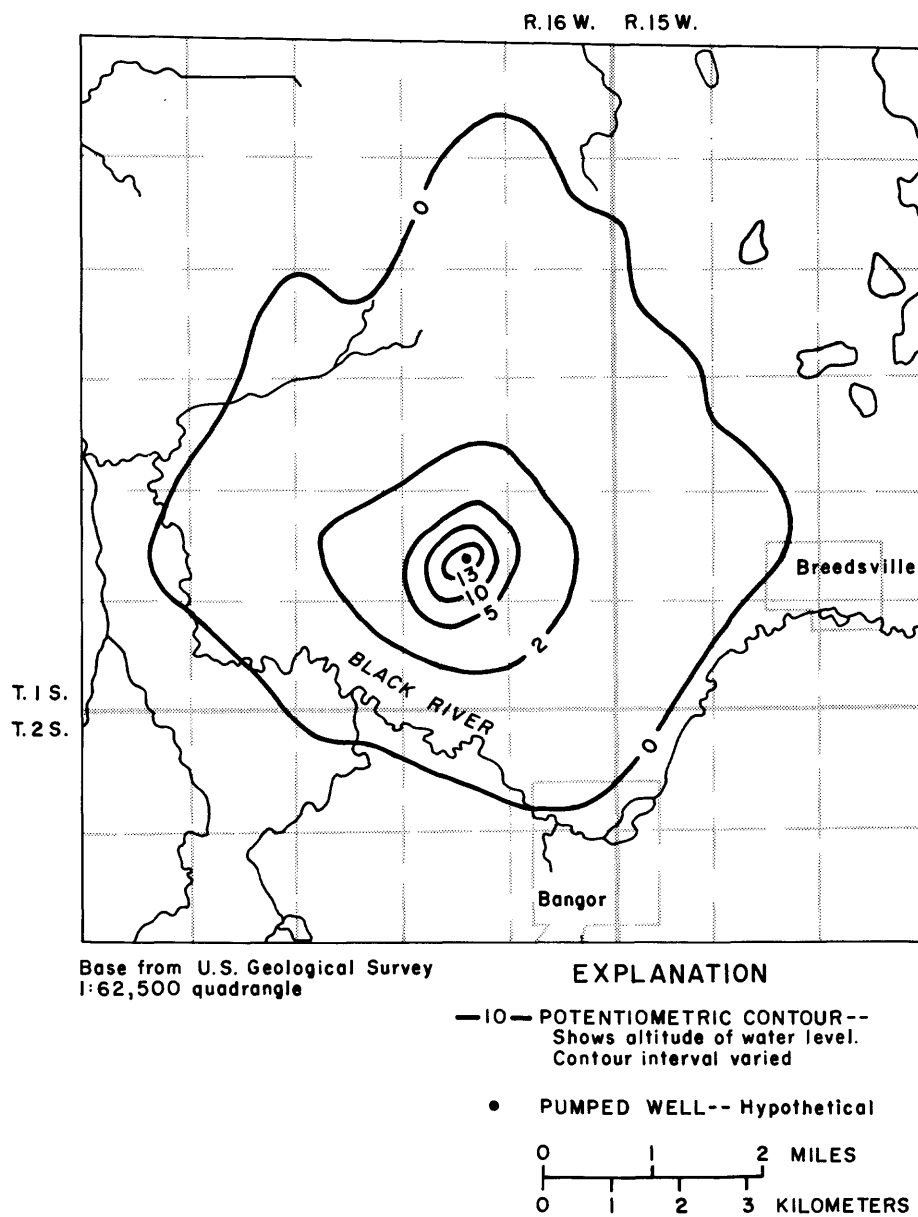 R.16 W. R.15 W.
0
Breedsville
13
10
5
2
BLACK RIVER
T. 1 S.
T. 2 S.
0
Bangor
Base from U.S. Geological Survey
1:62,500 quadrangle
EXPLANATION
—10— POTENTIOMETRIC CONTOUR--
Shows altitude of water level.
Contour interval varied
• PUMPED WELL-- Hypothetical
0 1 2 MILES
0 1 2 3 KILOMETERS